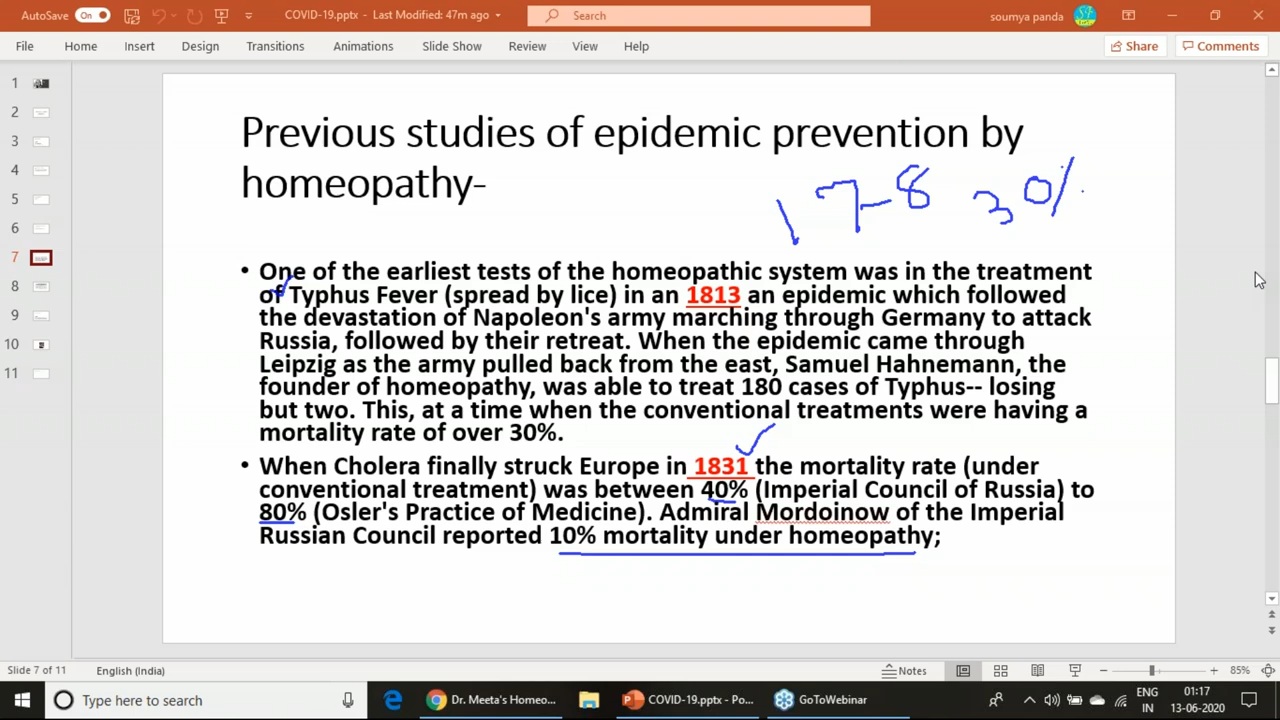 AutoSave On COVID-19.pptx - Last Modified: 47m ago Search soumya panda
File Home Insert Design Transitions Animations Slide Show Review View Help Share Comments
1
2
3
4
5
6
7
8
9
10
11
Previous studies of epidemic prevention by
homeopathy-
17-8 30%
• One of the earliest tests of the homeopathic system was in the treatment
of Typhus Fever (spread by lice) in an 1813 an epidemic which followed
the devastation of Napoleon's army marching through Germany to attack
Russia, followed by their retreat. When the epidemic came through
Leipzig as the army pulled back from the east, Samuel Hahnemann, the
founder of homeopathy, was able to treat 180 cases of Typhus-- losing
but two. This, at a time when the conventional treatments were having a
mortality rate of over 30%.
• When Cholera finally struck Europe in 1831 the mortality rate (under
conventional treatment) was between 40% (Imperial Council of Russia) to
80% (Osler's Practice of Medicine). Admiral Mordoinow of the Imperial
Russian Council reported 10% mortality under homeopathy;
Slide 7 of 11 English (India) Notes 85%
Type here to search Dr. Meeta's Homeo... COVID-19.pptx - Po... GoToWebinar ENG 01:17
IN 13-06-2020